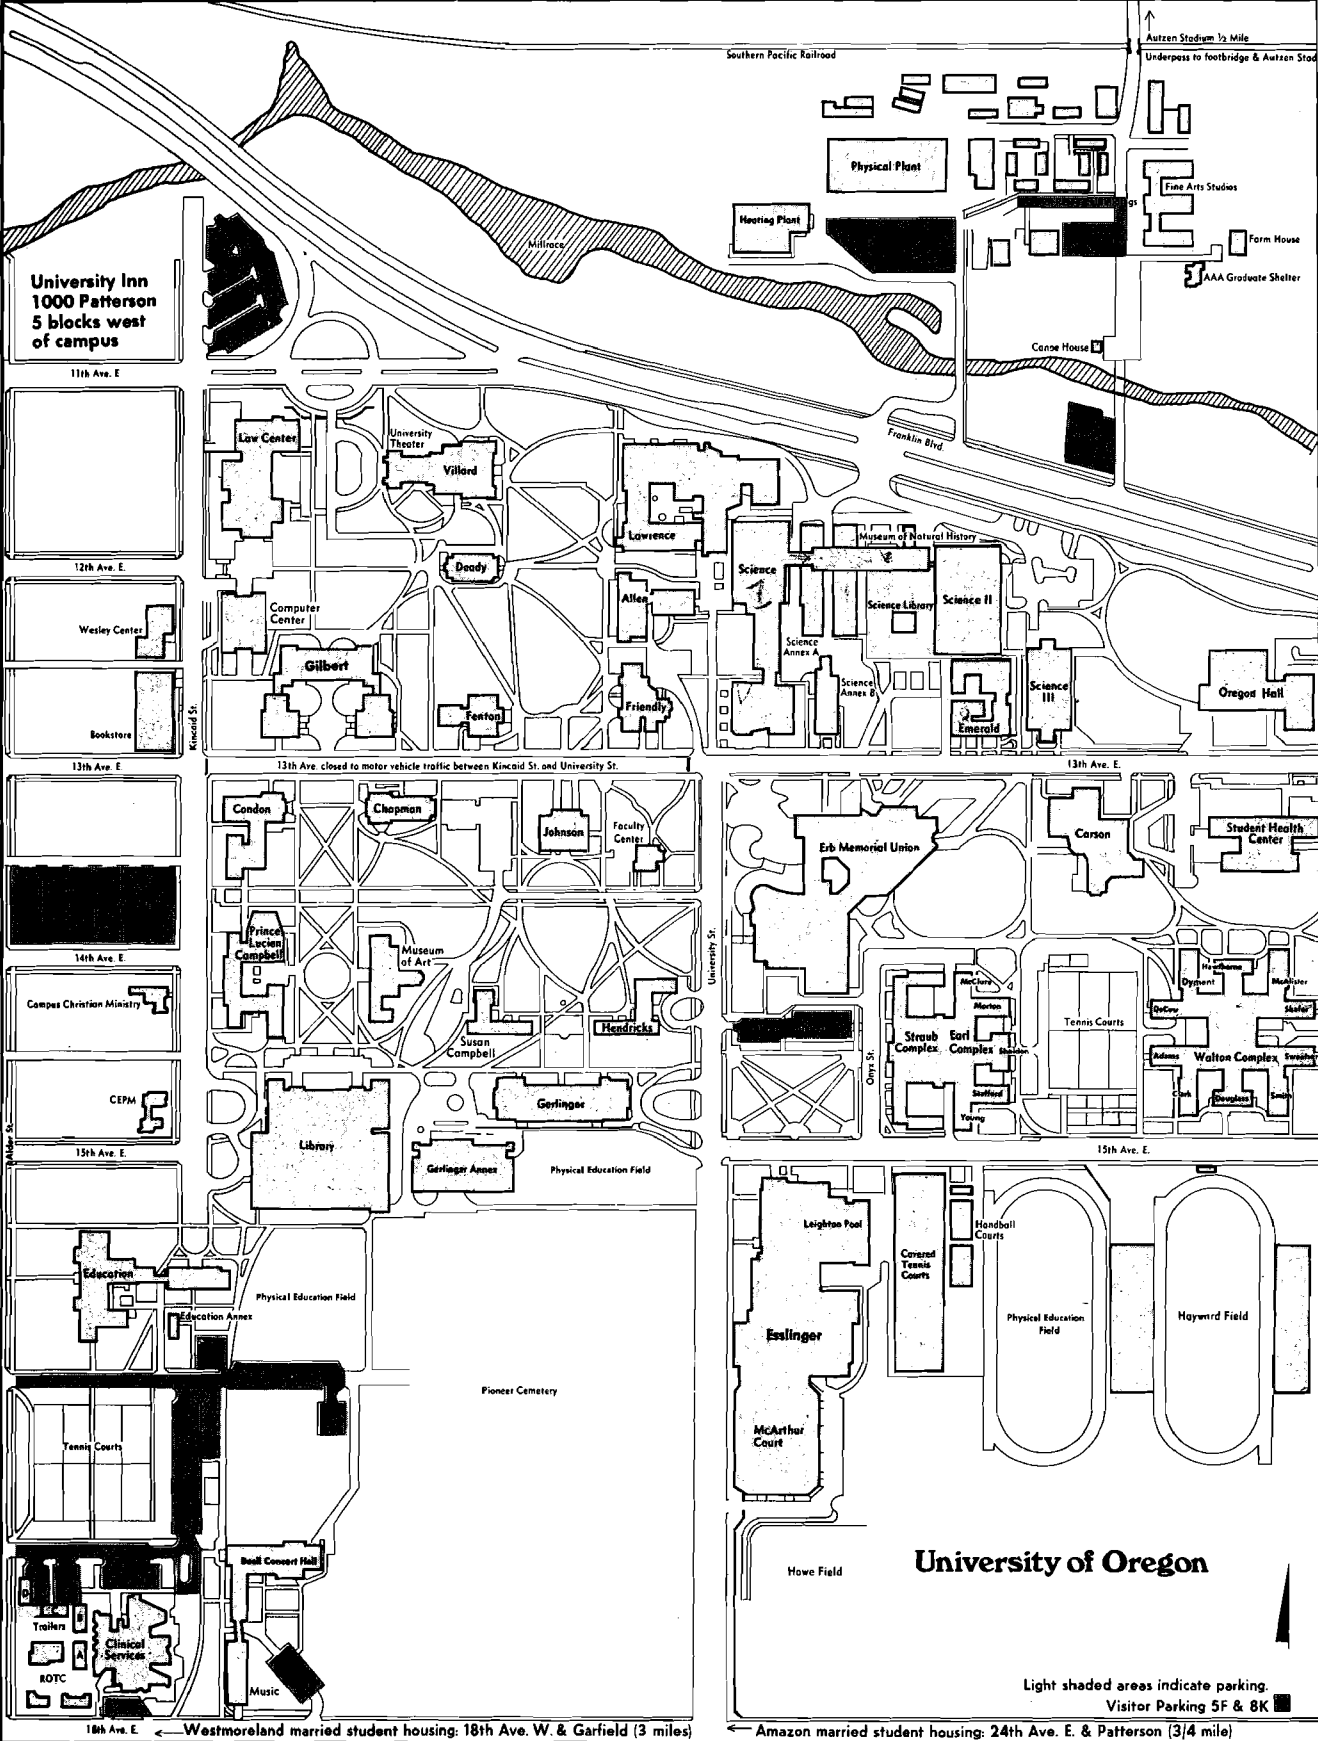 Autzen Stadium ½ Mile
Southern Pacific Railroad
Underpass to footbridge & Autzen Stad
Physical Plant
Fine Arts Studios
gs
Heating Plant
Farm House
Millrace
AAA Graduate Shelter
University Inn
1000 Patterson
5 blocks west
of campus
Canoe House
11th Ave. E
Franklin Blvd.
Law Center
University
Theater
Villard
Lawrence
Museum of Natural History
12th Ave. E.
Deady
Science
I
Allen
Science Library
Science II
Computer
Center
Wesley Center
Science
Annex A
Gilbert
Science
Annex B
Science
III
Oregon Hall
Fenton
Friendly
Emerald
Kincaid St.
Bookstore
13th Ave. E.
13th Ave. closed to motor vehicle traffic between Kincaid St. and University St.
13th Ave. E.
Condon
Chapman
Johnson
Faculty
Center
Erb Memorial Union
Carson
Student Health
Center
Prince
Lucien
Campbell
Museum
of Art
University St.
14th Ave. E.
Hawthorne
Dyment
McAlister
McClure
Campus Christian Ministry
Morton
DeCou
Shafer
Hendricks
Tennis Courts
Susan
Campbell
Straub
Complex
Earl
Complex
Sheldon
Adams
Walton Complex
Sweetser
Onyx St.
CEPM
Gerlinger
Stafford
Clark
Douglass
Smith
Young
Library
Alder St.
15th Ave. E.
15th Ave. E.
Gerlinger Annex
Physical Education Field
Leighton Pool
Handball
Courts
Covered
Tennis
Courts
Education
Physical Education Field
Education Annex
Physical Education
Field
Hayward Field
Esslinger
Pioneer Cemetery
McArthur
Court
Tennis Courts
Beall Concert Hall
Howe Field
University of Oregon
D
C
B
Trailers
A
Clinical
Services
ROTC
Music
Light shaded areas indicate parking.
Visitor Parking 5F & 8K
18th Ave. E.
Westmoreland married student housing: 18th Ave. W. & Garfield (3 miles)
Amazon married student housing: 24th Ave. E. & Patterson (3/4 mile)